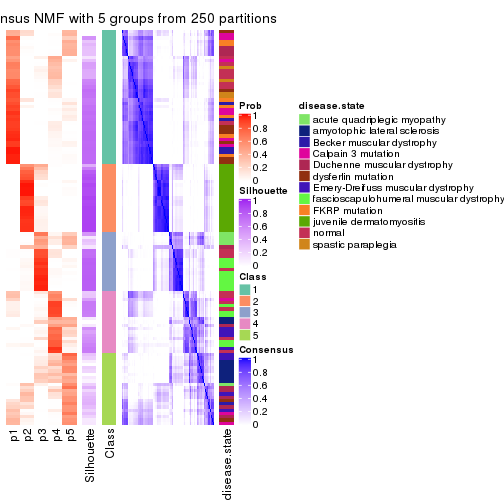 nsus NMF with 5 groups from 250 partitions
Prob
1
0.8
0.6
0.4
0.2
0
Silhouette
1
0.8
0.6
0.4
0.2
0
Class
1
2
3
4
5
Consensus
1
0.8
0.6
0.4
0.2
0
disease.state
acute quadriplegic myopathy
amyotophic lateral sclerosis
Becker muscular dystrophy
Calpain 3 mutation
Duchenne muscular dystrophy
dysferlin mutation
Emery-Dreifuss muscular dystrophy
fascioscapulohumeral muscular dystrophy
FKRP mutation
juvenile dermatomyositis
normal
spastic paraplegia
p1
p2
p3
p4
p5
Silhouette
Class
disease.state